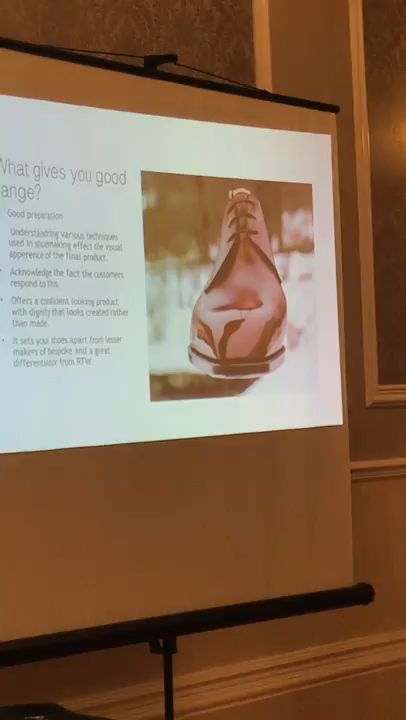 What gives you good
ange?
Good preparation
Understanding various techniques
used in shoemaking effect the visual
apperence of the final product.
Acknowledge the fact the customers
respond to this.
Offers a confident looking product
with dignity that looks created rather
than made.
It sets your shoes apart from lesser
makers of bespoke and a great
differentiator from RTW